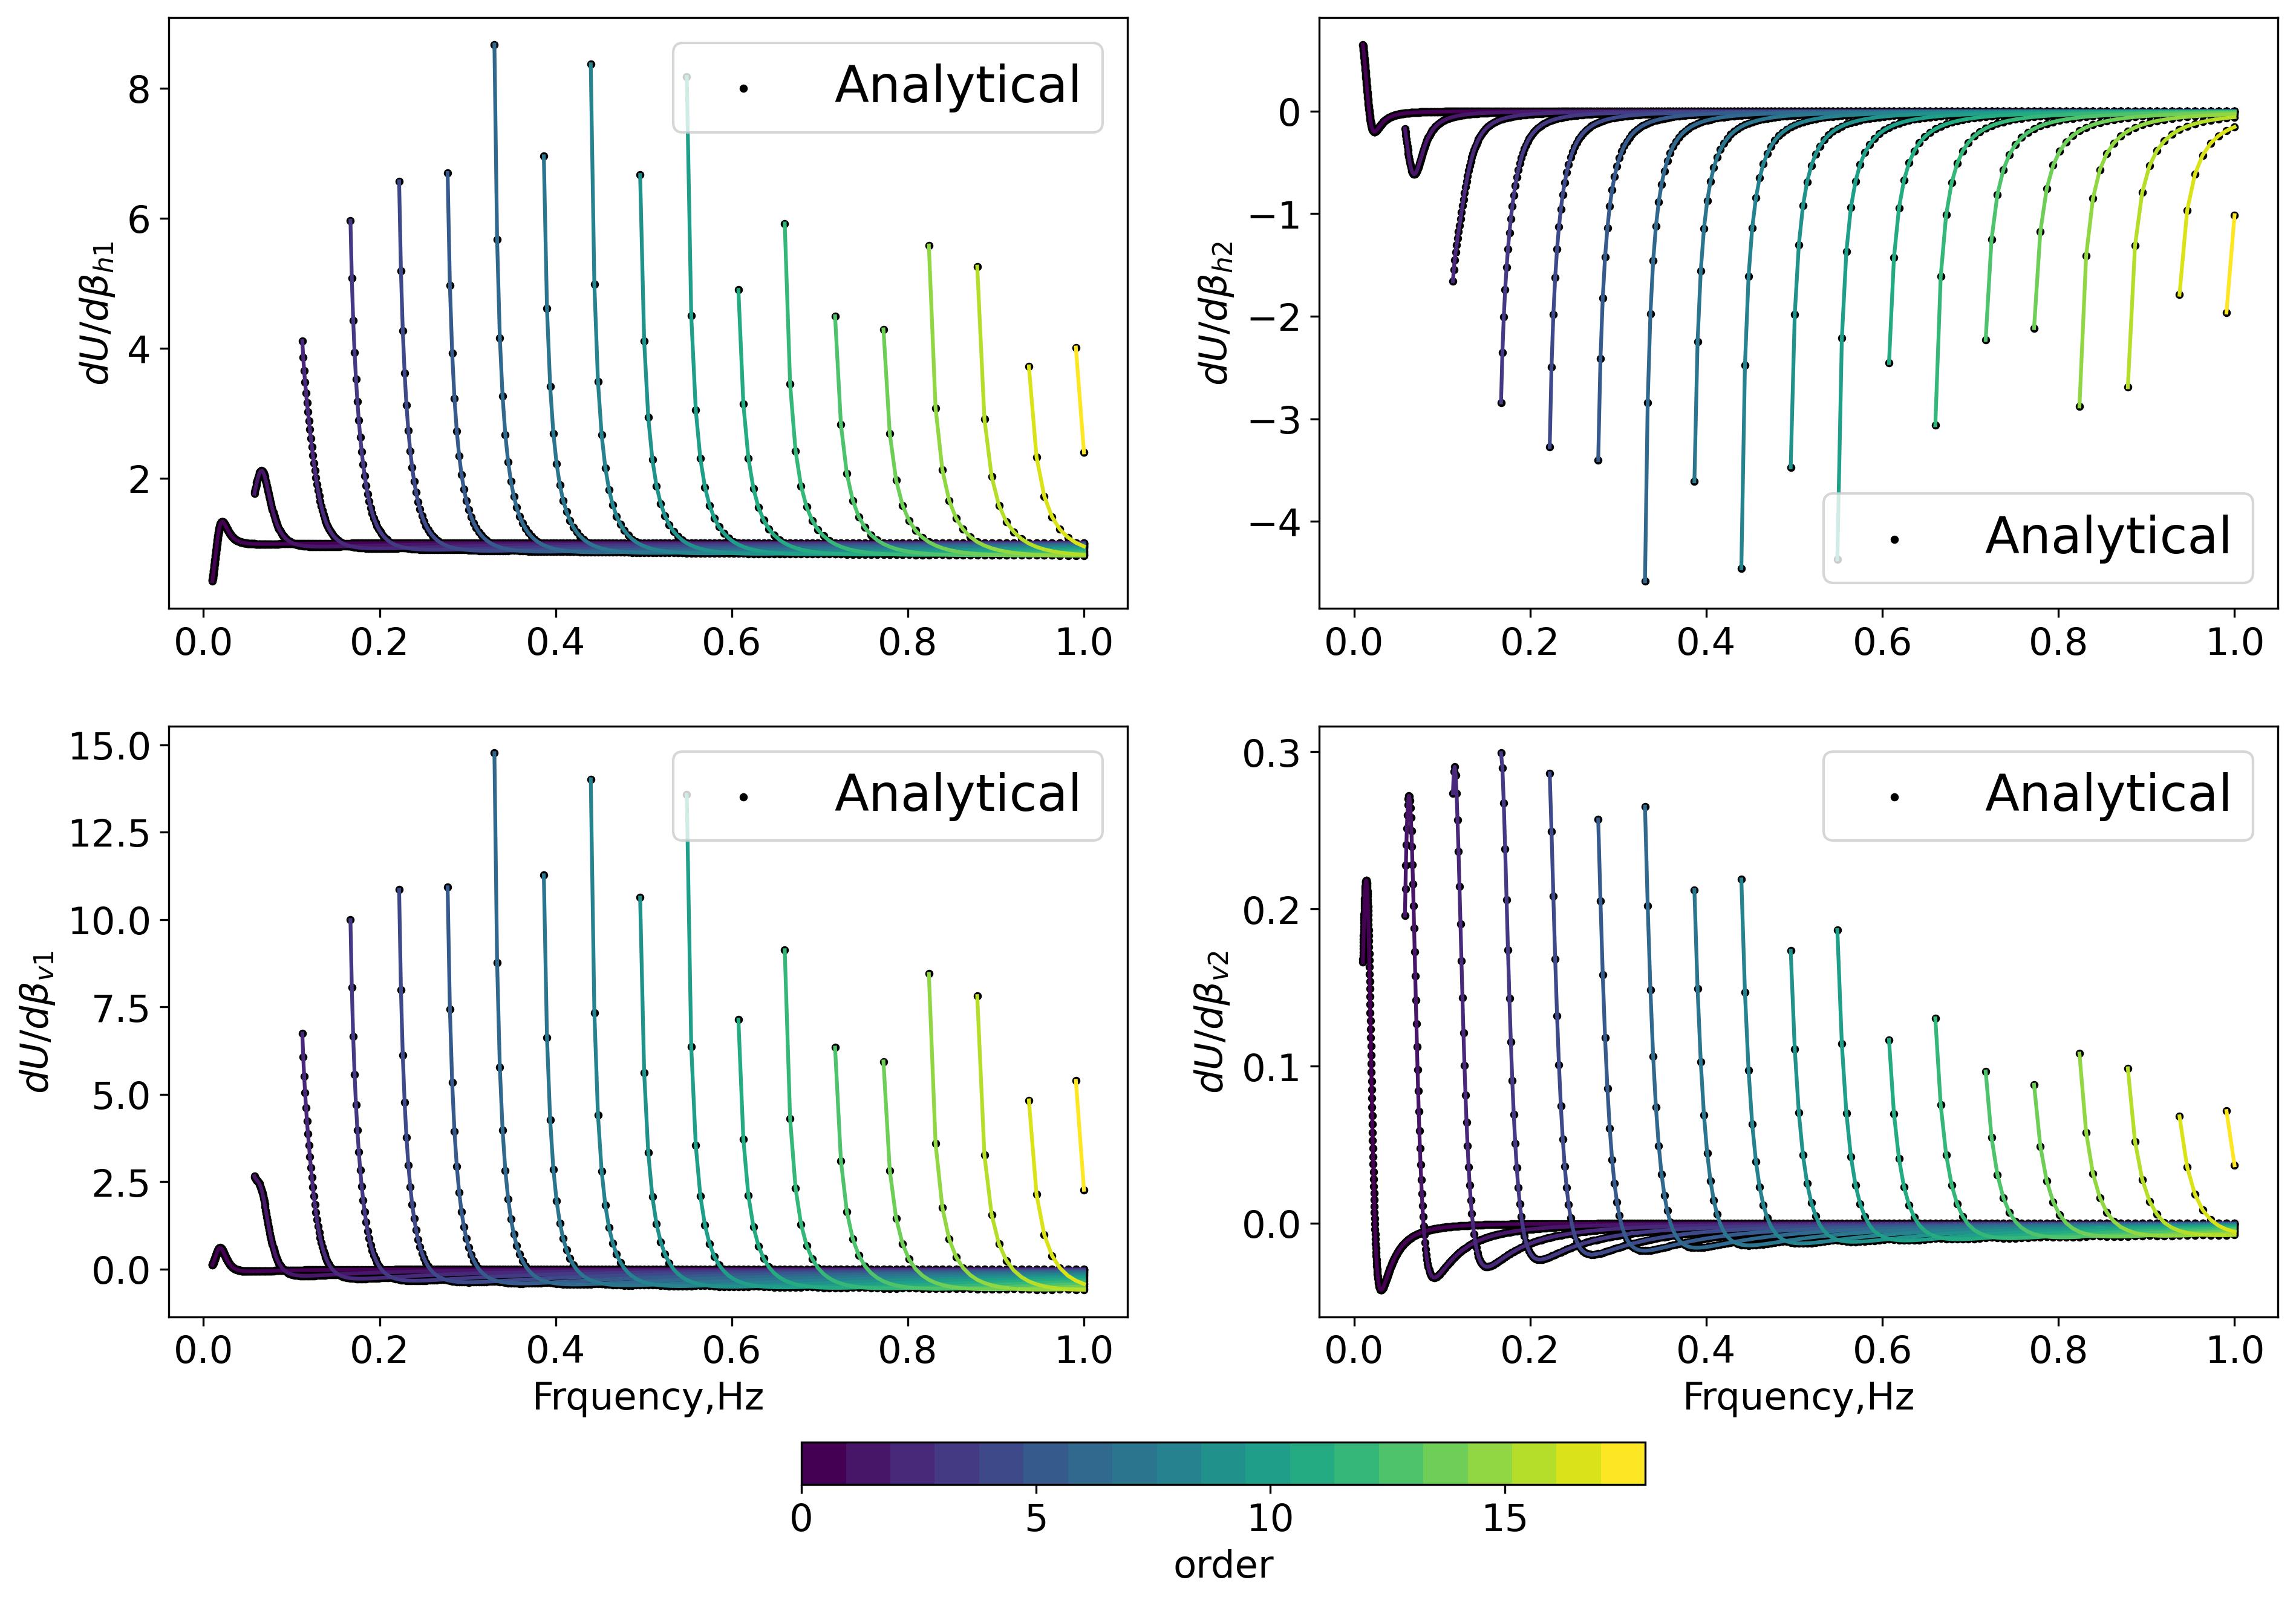 dU/dβh1
8
6
4
2
Analytical
0.0 0.2 0.4 0.6 0.8 1.0
dU/dβh2
0
−1
−2
−3
−4
Analytical
0.0 0.2 0.4 0.6 0.8 1.0
dU/dβv1
15.0
12.5
10.0
7.5
5.0
2.5
0.0
Analytical
0.0 0.2 0.4 0.6 0.8 1.0
Frquency,Hz
dU/dβv2
0.3
0.2
0.1
0.0
Analytical
0.0 0.2 0.4 0.6 0.8 1.0
Frquency,Hz
0 5 10 15
order